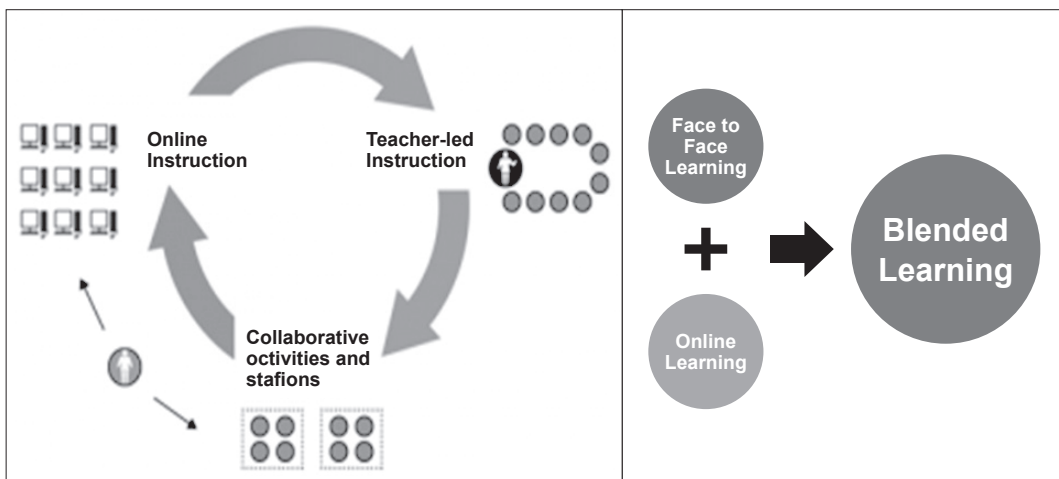 Online
Instruction
Teacher-led
Instruction
Collaborative
octivities and
stafions
Face to
Face
Learning
+
Online
Learning
Blended
Learning